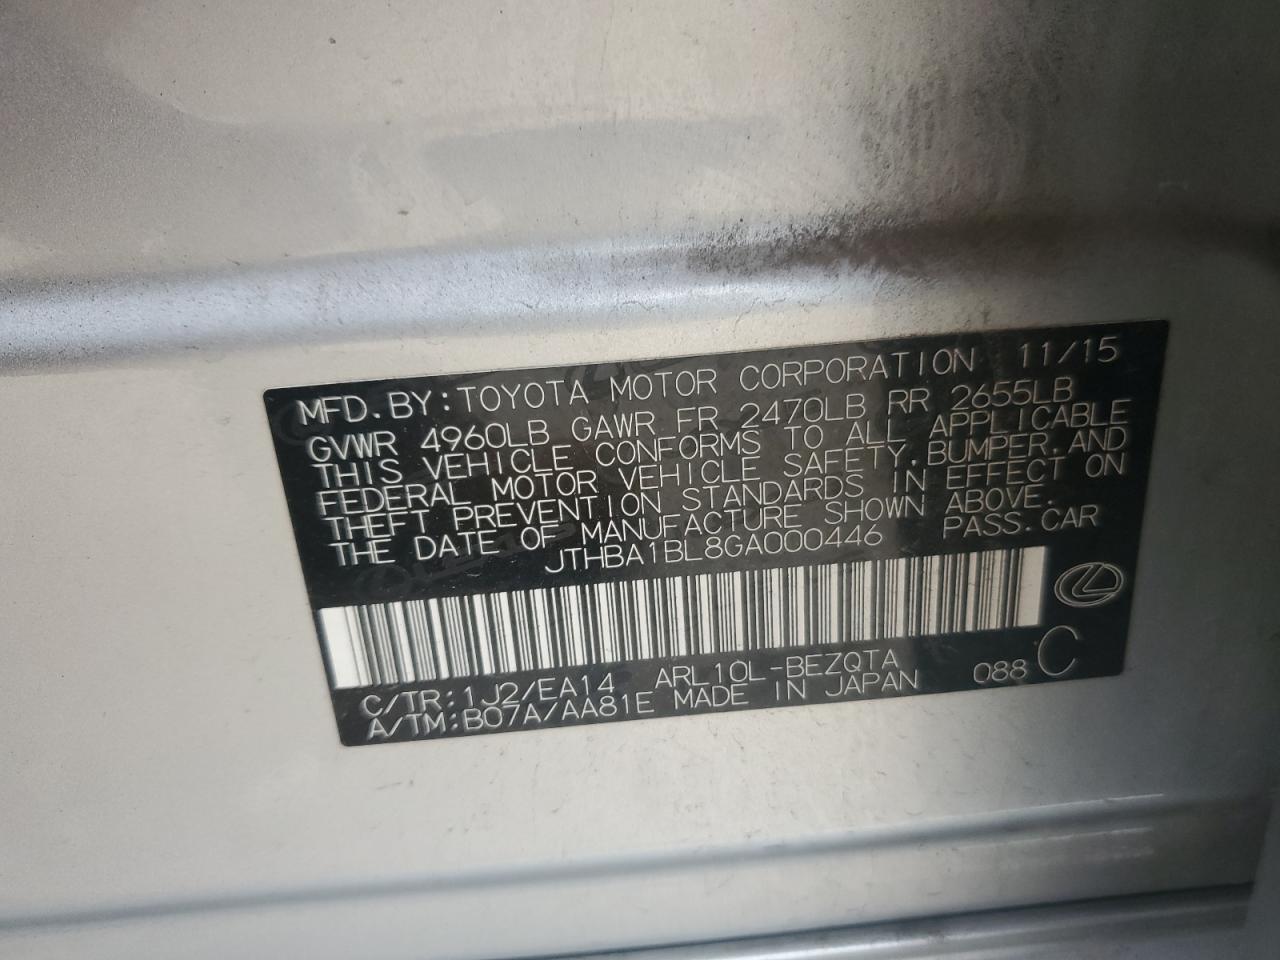 MFD.BY:TOYOTA MOTOR CORPORATION 11/15
GVWR 4960LB GAWR FR 2470LB RR 2655LB
THIS VEHICLE CONFORMS TO ALL APPLICABLE
FEDERAL MOTOR VEHICLE SAFETY,BUMPER,AND
THEFT PREVENTION STANDARDS IN EFFECT ON
THE DATE OF MANUFACTURE SHOWN ABOVE.
JTHBA1BL8GA000446 PASS.CAR
C/TR:1J2/EA14 ARL10L-BEZQTA 088 C
A/TM:B07A/AA81E MADE IN JAPAN